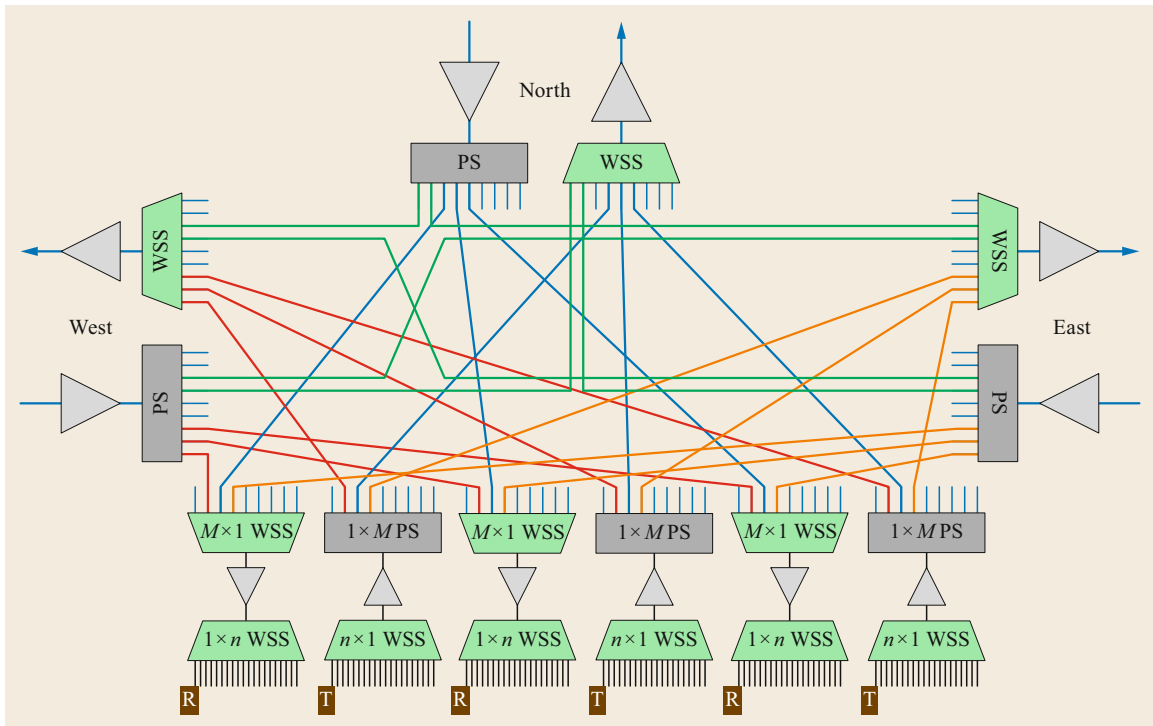 North
PS
WSS
WSS
WSS
West
East
PS
PS
M×1 WSS
1×M PS
M×1 WSS
1×M PS
M×1 WSS
1×M PS
1×n WSS
n×1 WSS
1×n WSS
n×1 WSS
1×n WSS
n×1 WSS
R
T
R
T
R
T